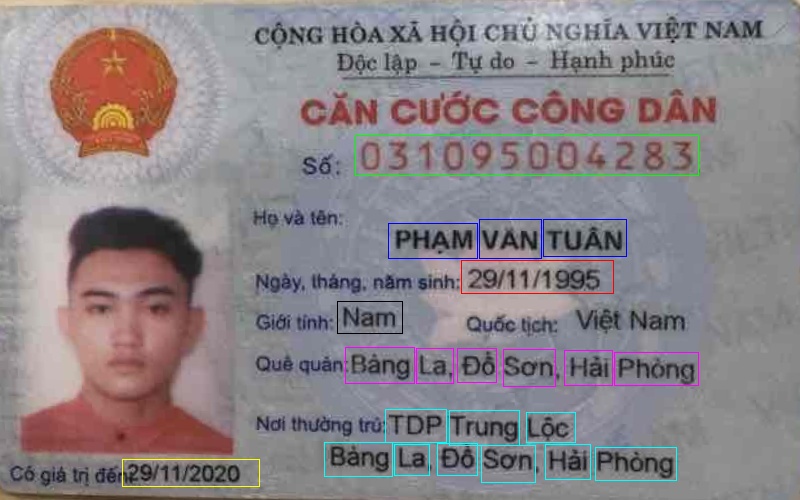 CỘNG HÒA XÃ HỘI CHỦ NGHĨA VIỆT NAM
Độc lập - Tự do - Hạnh phúc
CĂN CƯỚC CÔNG DÂN
Số: 031095004283
Họ và tên:
PHẠM VĂN TUÂN
Ngày, tháng, năm sinh: 29/11/1995
Giới tính: Nam Quốc tịch: Việt Nam
Quê quán: Bàng La, Đồ Sơn, Hải Phòng
Nơi thường trú: TDP Trung Lộc
Bàng La, Đồ Sơn, Hải Phòng
Có giá trị đến: 29/11/2020